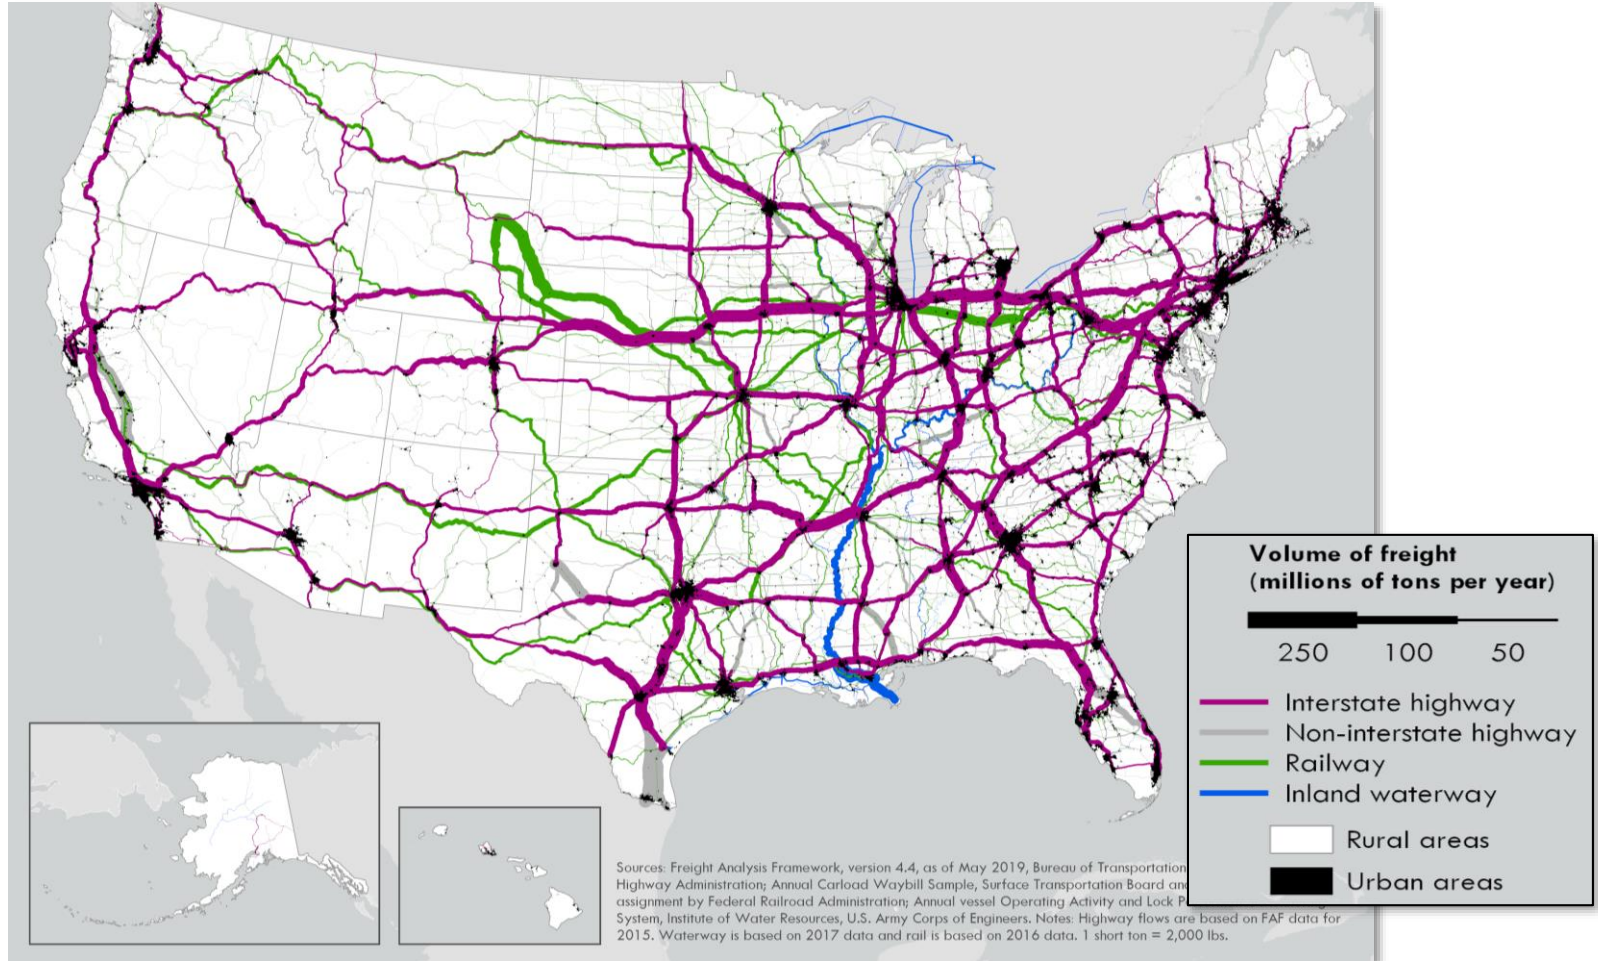 Volume of freight
(millions of tons per year)
250 100 50
Interstate highway
Non-interstate highway
Railway
Inland waterway
Rural areas
Urban areas
Sources: Freight Analysis Framework, version 4.4, as of May 2019, Bureau of Transportation
Highway Administration; Annual Carload Waybill Sample, Surface Transportation Board and
assignment by Federal Railroad Administration; Annual vessel Operating Activity and Lock
System, Institute of Water Resources, U.S. Army Corps of Engineers. Notes: Highway flows are based on FAF data for
2015. Waterway is based on 2017 data and rail is based on 2016 data. 1 short ton = 2,000 lbs.